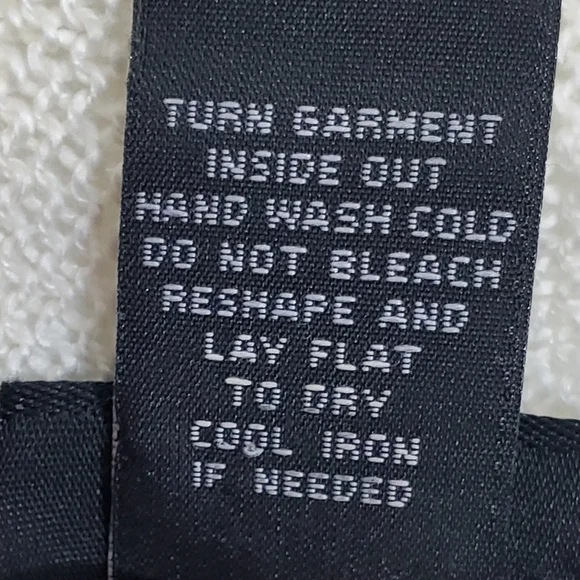 TURN GARMENT
INSIDE OUT
HAND WASH COLD
DO NOT BLEACH
RESHAPE AND
LAY FLAT
TO DRY
COOL IRON
IF NEEDED